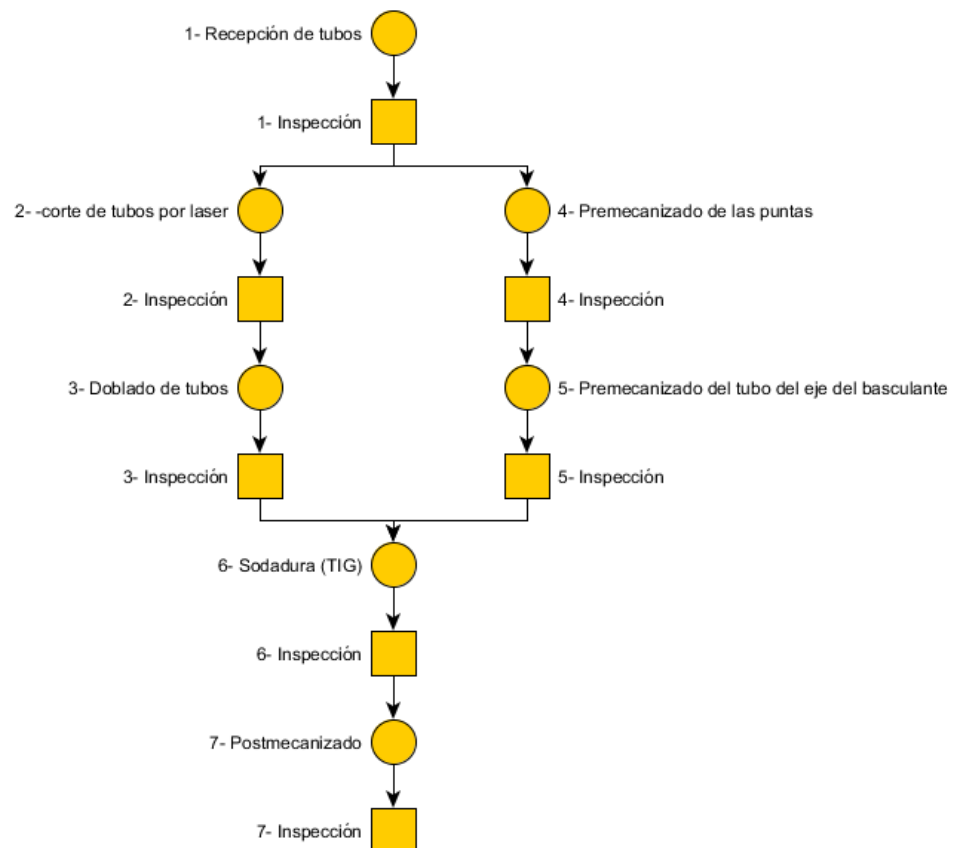 1- Recepción de tubos
1- Inspección
2- -corte de tubos por laser
4- Premecanizado de las puntas
2- Inspección
4- Inspección
3- Doblado de tubos
5- Premecanizado del tubo del eje del basculante
3- Inspección
5- Inspección
6- Sodadura (TIG)
6- Inspección
7- Postmecanizado
7- Inspección